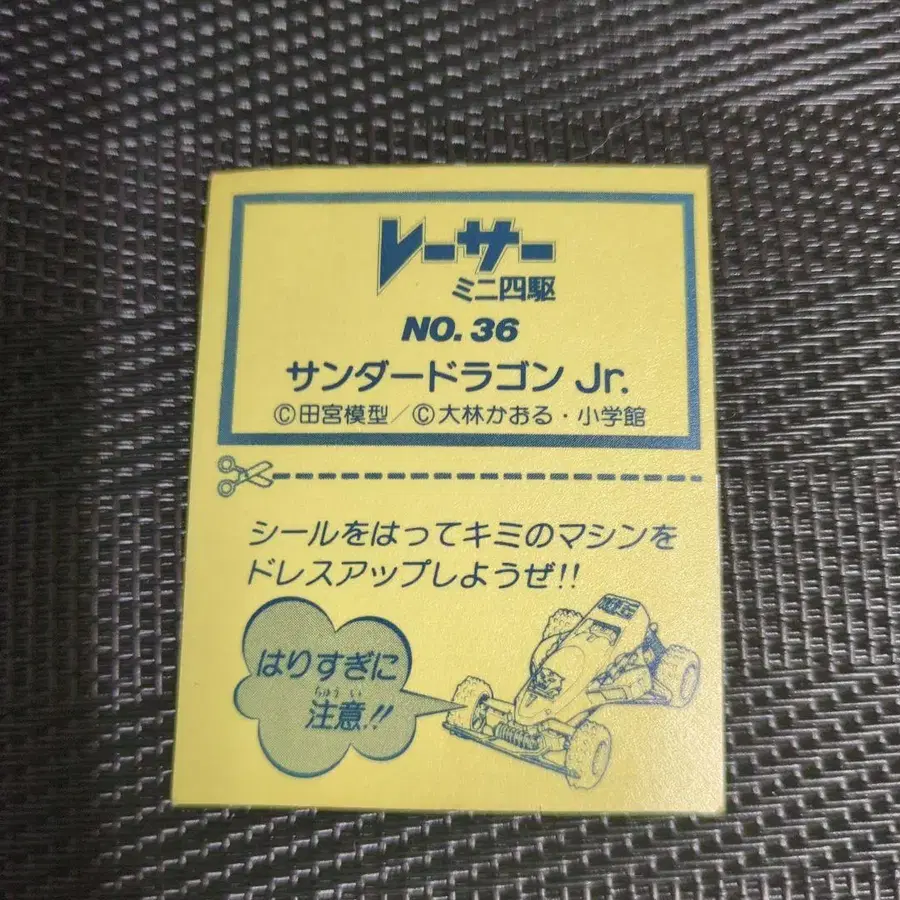 レーサー
ミニ四駆
NO. 36
サンダードラゴン Jr.
©田宮模型／©大林かおる・小学館
シールをはってキミのマシンを
ドレスアップしようぜ!!
はりすぎに
ちゅうい
注意!!